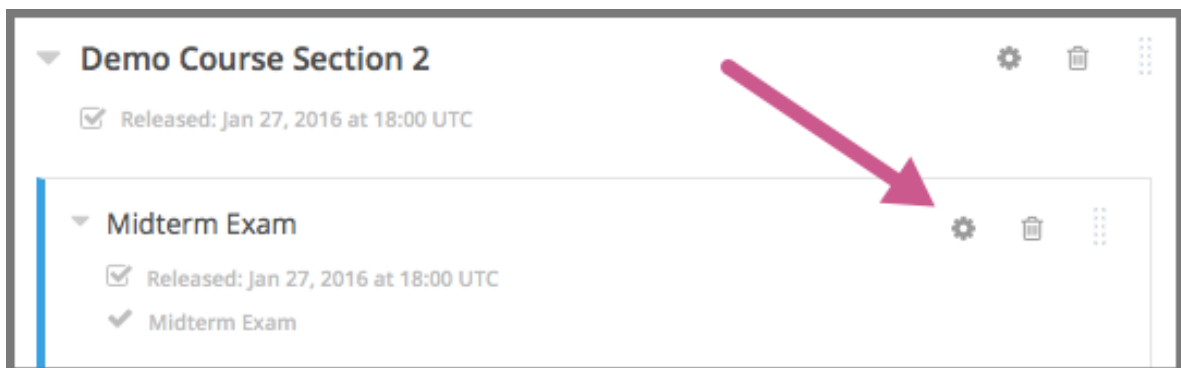 Demo Course Section 2
Released: Jan 27, 2016 at 18:00 UTC
Midterm Exam
Released: Jan 27, 2016 at 18:00 UTC
Midterm Exam